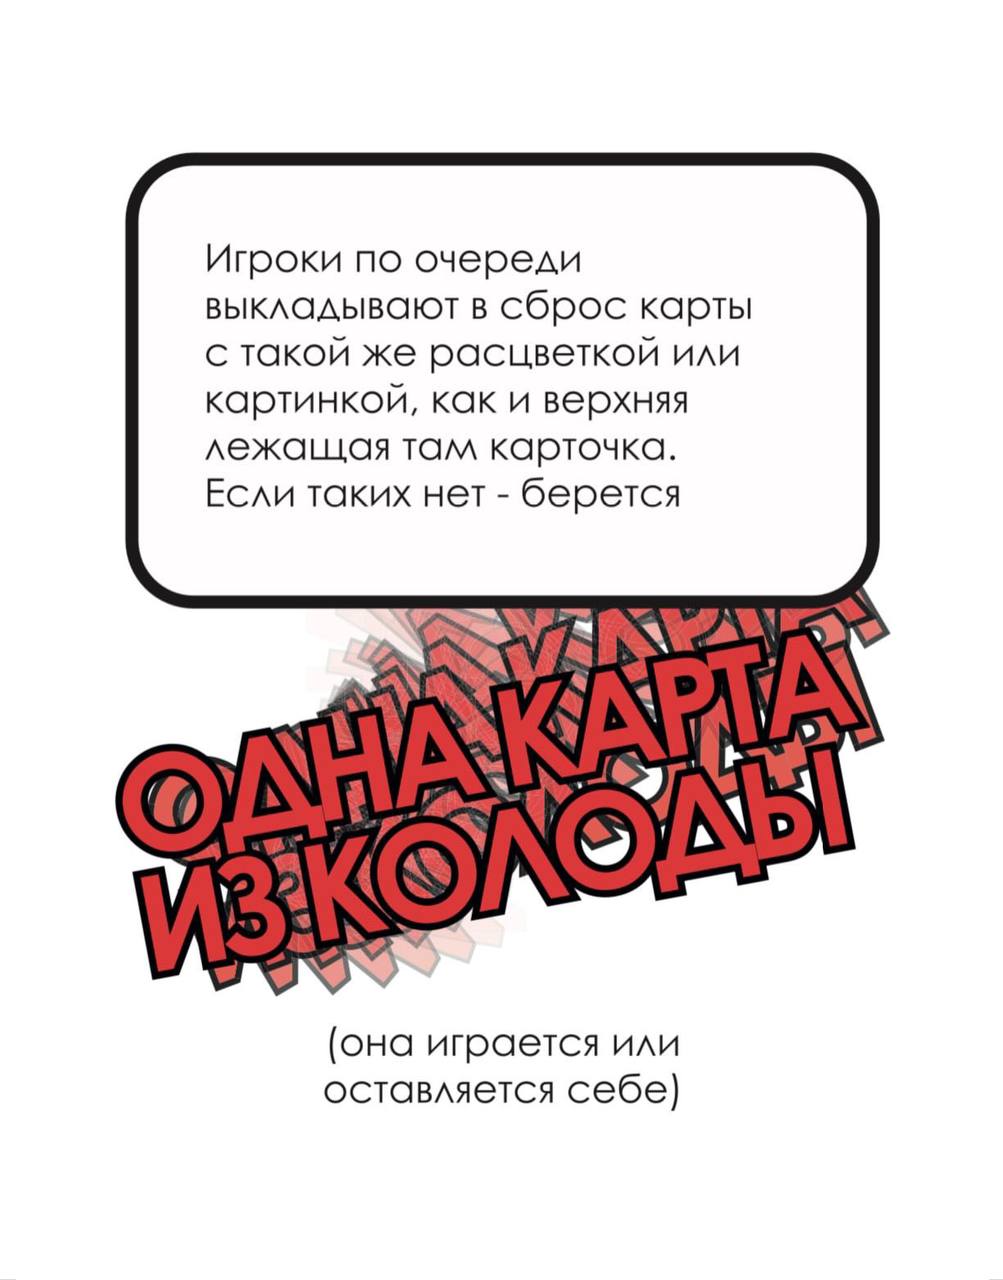 Игроки по очереди
выкладывают в сброс карты
с такой же расцветкой или
картинкой, как и верхняя
лежащая там карточка.
Если таких нет - берется
ОДНА КАРТА
ИЗ КОЛОДЫ
(она играется или
оставляется себе)